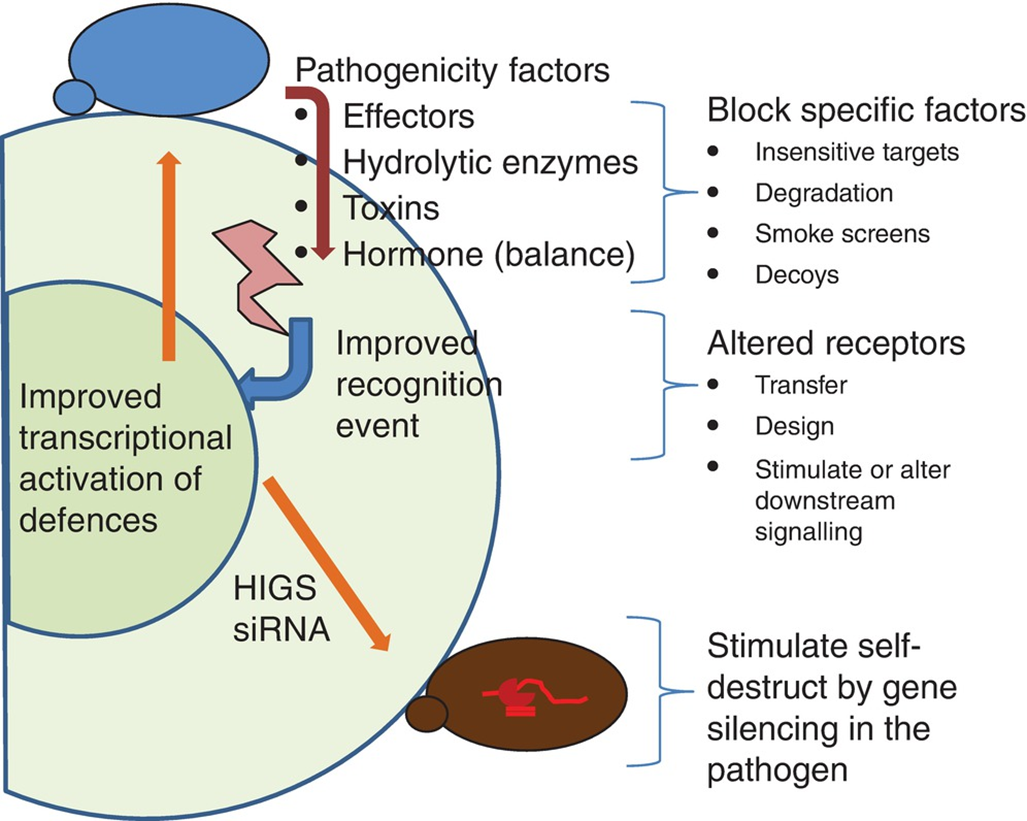 Pathogenicity factors
• Effectors
• Hydrolytic enzymes
• Toxins
• Hormone (balance)
Block specific factors
• Insensitive targets
• Degradation
• Smoke screens
• Decoys
Improved
recognition
event
Altered receptors
• Transfer
• Design
• Stimulate or alter
downstream
signalling
Improved
transcriptional
activation of
defences
HIGS
siRNA
Stimulate self-
destruct by gene
silencing in the
pathogen